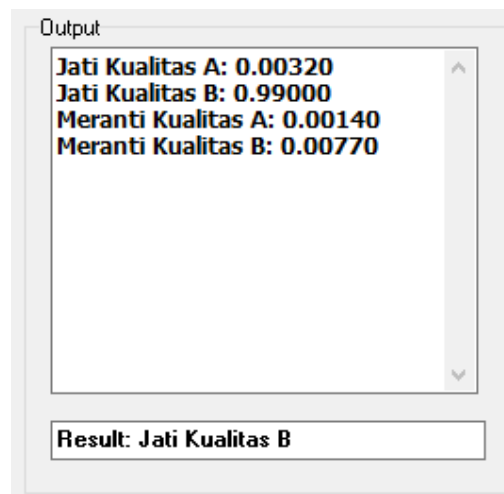 Output
Jati Kualitas A: 0.00320
Jati Kualitas B: 0.99000
Meranti Kualitas A: 0.00140
Meranti Kualitas B: 0.00770
Result: Jati Kualitas B